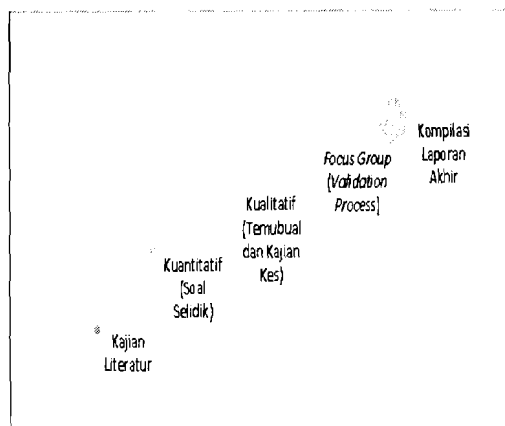 Kompilasi
Laporan
Akhir
Focus Group
(Validation
Process)
Kualitatif
(Temubual
dan Kajian
Kes)
Kuantitatif
(Soal
Selidik)
Kajian
Literatur